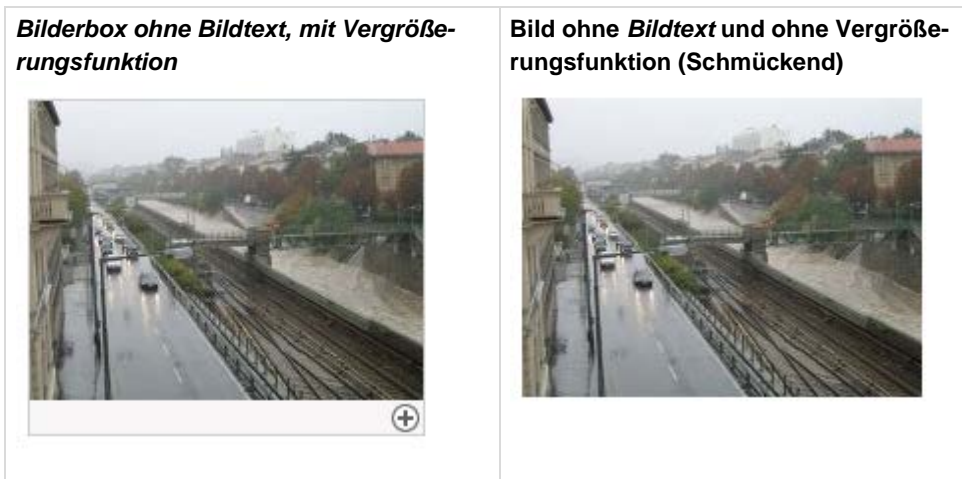 Bilderbox ohne Bildtext, mit Vergröße-
rungsfunktion
Bild ohne Bildtext und ohne Vergröße-
rungsfunktion (Schmückend)